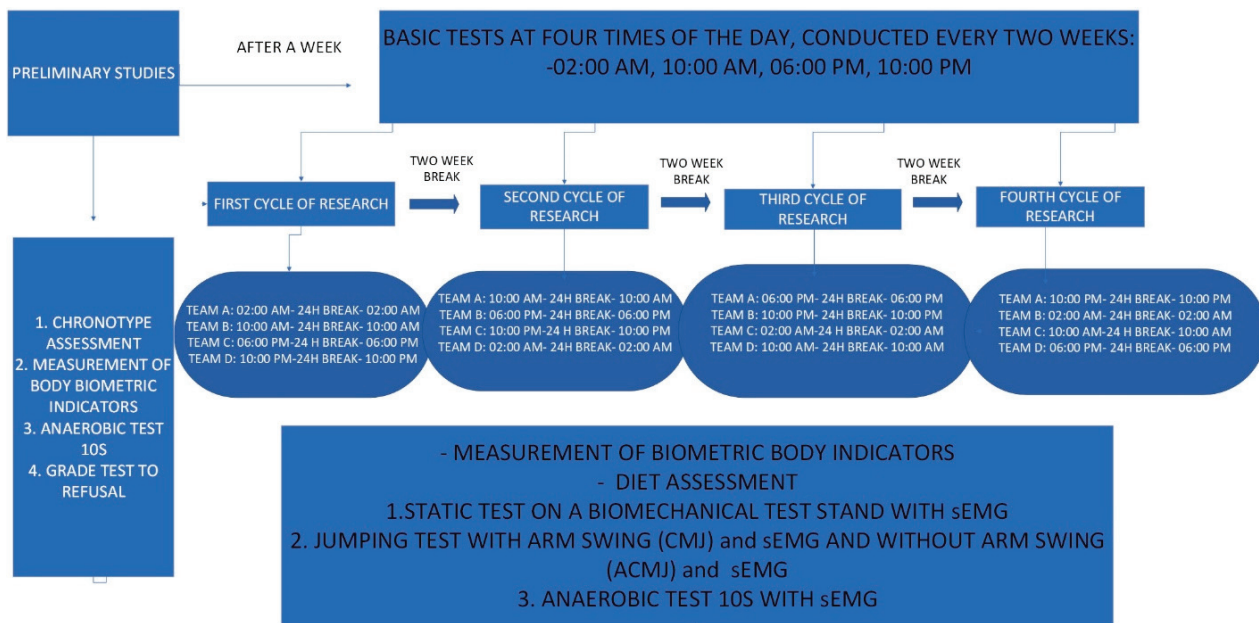 PRELIMINARY STUDIES
AFTER A WEEK
BASIC TESTS AT FOUR TIMES OF THE DAY, CONDUCTED EVERY TWO WEEKS:
-02:00 AM, 10:00 AM, 06:00 PM, 10:00 PM
FIRST CYCLE OF RESEARCH
TWO WEEK
BREAK
SECOND CYCLE OF
RESEARCH
TWO WEEK
BREAK
THIRD CYCLE OF
RESEARCH
TWO WEEK
BREAK
FOURTH CYCLE OF
RESEARCH
TEAM A: 02:00 AM- 24H BREAK- 02:00 AM
TEAM B: 10:00 AM- 24H BREAK- 10:00 AM
TEAM C: 06:00 PM-24 H BREAK- 06:00 PM
TEAM D: 10:00 PM-24H BREAK- 10:00 PM
TEAM A: 10:00 AM- 24H BREAK- 10:00 AM
TEAM B: 06:00 PM- 24H BREAK- 06:00 PM
TEAM C: 10:00 PM-24 H BREAK- 10:00 PM
TEAM D: 02:00 AM- 24H BREAK- 02:00 AM
TEAM A: 06:00 PM- 24H BREAK- 06:00 PM
TEAM B: 10:00 PM- 24H BREAK- 10:00 PM
TEAM C: 02:00 AM-24 H BREAK- 02:00 AM
TEAM D: 10:00 AM- 24H BREAK- 10:00 AM
TEAM A: 10:00 PM- 24H BREAK- 10:00 PM
TEAM B: 02:00 AM- 24H BREAK- 02:00 AM
TEAM C: 10:00 AM-24 H BREAK- 10:00 AM
TEAM D: 06:00 PM- 24H BREAK- 06:00 PM
1. CHRONOTYPE
ASSESSMENT
2. MEASUREMENT OF
BODY BIOMETRIC
INDICATORS
3. ANAEROBIC TEST
10S
4. GRADE TEST TO
REFUSAL
- MEASUREMENT OF BIOMETRIC BODY INDICATORS
- DIET ASSESSMENT
1.STATIC TEST ON A BIOMECHANICAL TEST STAND WITH sEMG
2. JUMPING TEST WITH ARM SWING (CMJ) and sEMG AND WITHOUT ARM SWING
(ACMJ) and sEMG
3. ANAEROBIC TEST 10S WITH sEMG